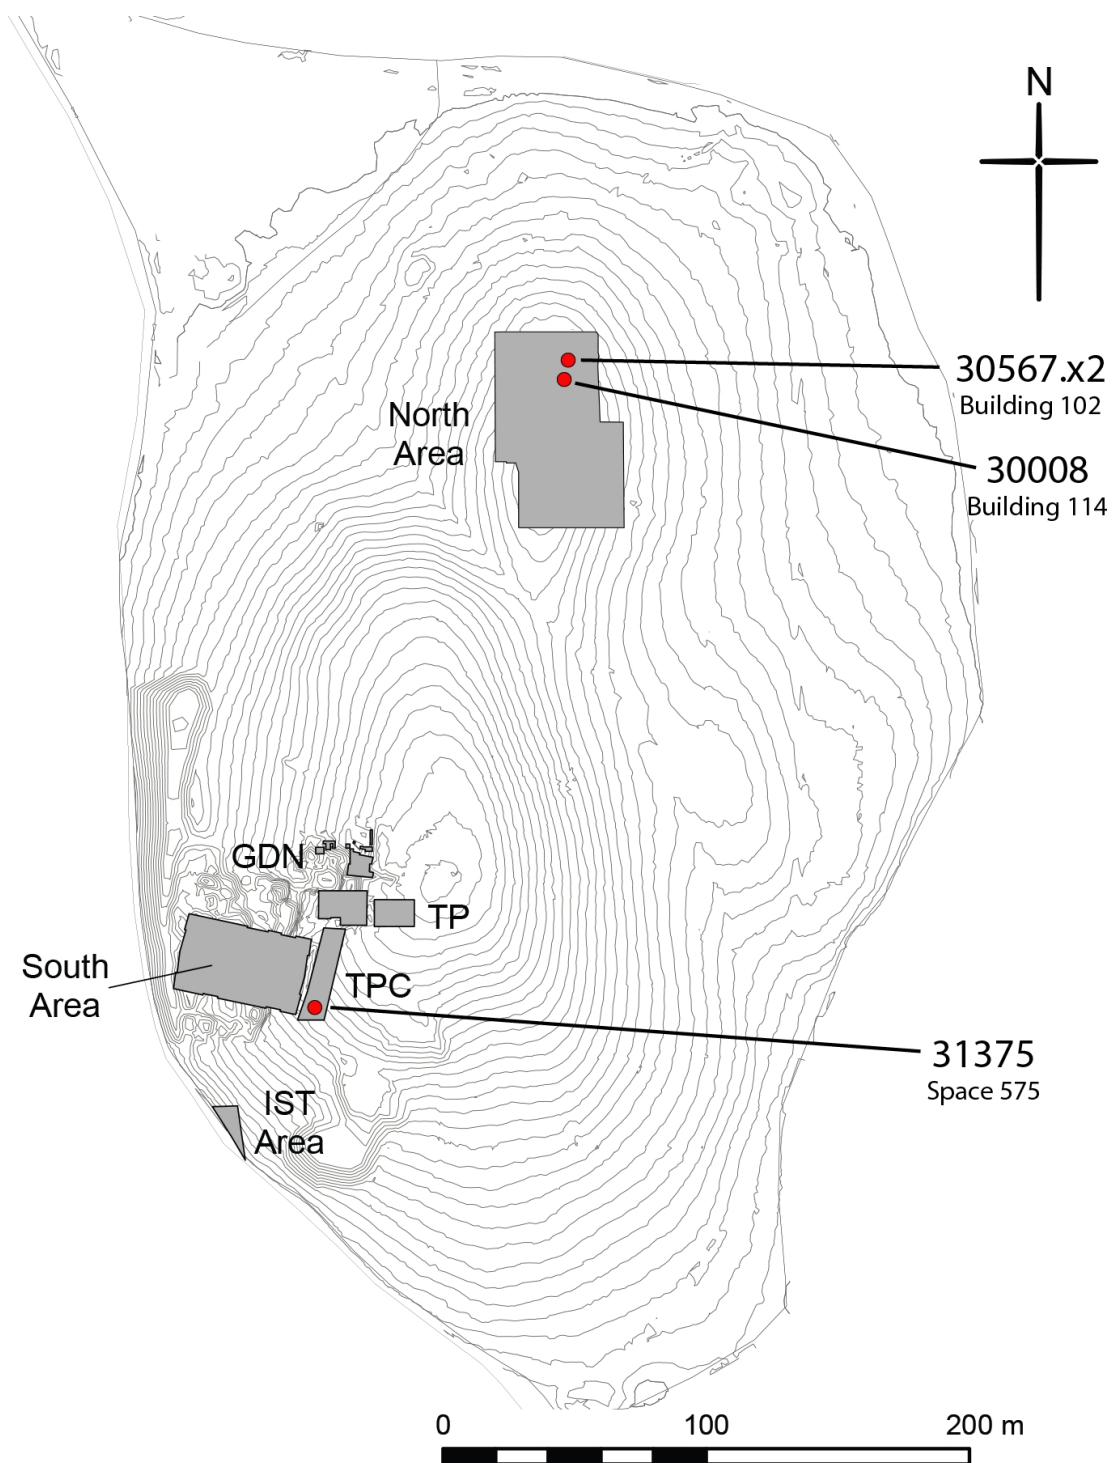 N
30567.x2
Building 102
North
Area
30008
Building 114
GDN
TP
South
Area
TPC
31375
Space 575
IST
Area
0 100 200 m